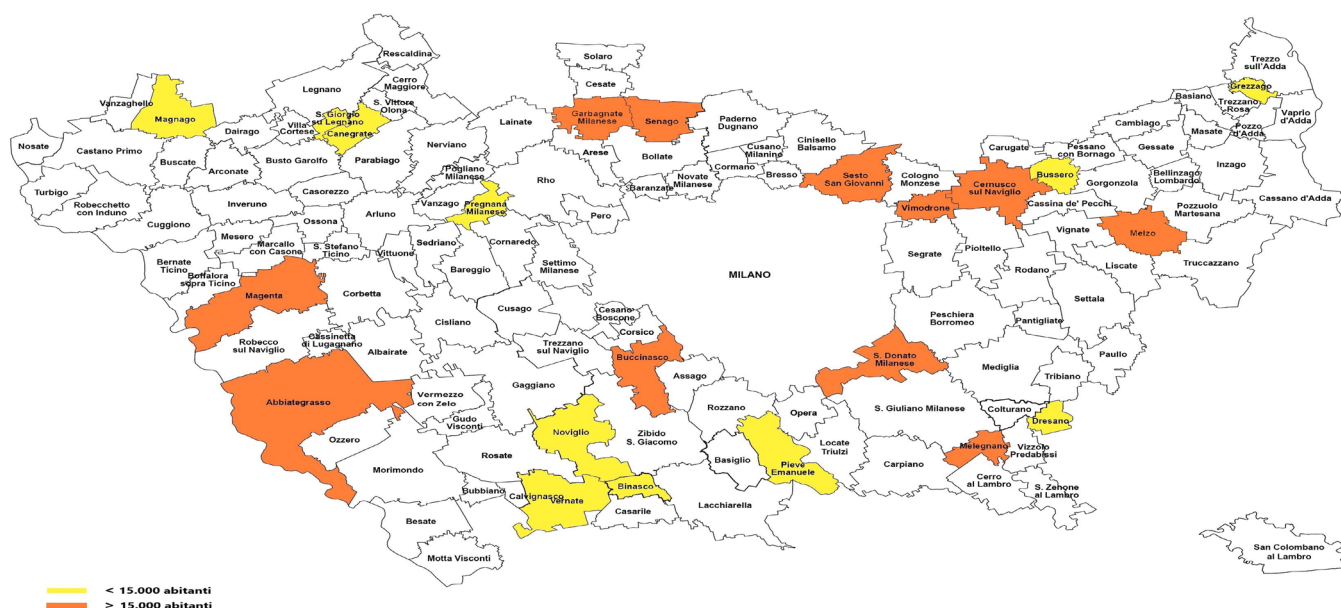 Rescaldina
Solaro
Trezzo
sull'Adda
Cesate
Legnano
Cerro
Maggiore
Grezzago
Vanzaghello
S. Vittore
Olona
Basiano
Trezzano
Rosa
Vaprio
d'Adda
Magnago
S. Giorgio
su Legnano
Villa
Cortese
Canegrate
Dairago
Lainate
Garbagnate
Milanese
Senago
Paderno
Dugnano
Cambiago
Masate
Pozzo
d'Adda
Nosate
Castano Primo
Buscate
Arconate
Busto Garolfo
Parabiago
Nerviano
Arese
Bollate
Cusano
Milanino
Cinisello
Balsamo
Carugate
Pessano
con Bornago
Gessate
Inzago
Turbigo
Robecchetto
con Induno
Cuggiono
Inveruno
Casorezzo
Pogliano
Milanese
Vanzago
Pregnana
Milanese
Rho
Baranzate
Novate
Milanese
Cormano
Bresso
Sesto
San Giovanni
Cologno
Monzese
Vimodrone
Cernusco
sul Naviglio
Bussero
Gorgonzola
Bellinzago
Lombardo
Cassina de' Pecchi
Pozzuolo
Martesana
Cassano d'Adda
Ossona
Arluno
Pero
Mesero
Marcallo
con Casone
S. Stefano
Ticino
Vittuone
Sedriano
Cornaredo
Vignate
Melzo
Bernate
Ticino
Boffalora
sopra Ticino
Bareggio
Settimo
Milanese
MILANO
Segrate
Pioltello
Rodano
Liscate
Truccazzano
Magenta
Corbetta
Settala
Cusago
Cesano
Boscone
Corsico
Peschiera
Borromeo
Pantigliate
Cisliano
Robecco
sul Naviglio
Cassinetta
di Lugagnano
Albairate
Trezzano
sul Naviglio
Buccinasco
Assago
S. Donato
Milanese
Mediglia
Paullo
Tribiano
Abbiategrasso
Vermezzo
con Zelo
Gaggiano
Gudo
Visconti
Noviglio
Zibido
S. Giacomo
Rozzano
Opera
S. Giuliano Milanese
Colturano
Dresano
Ozzero
Rosate
Basiglio
Pieve
Emanuele
Locate
Triulzi
Carpiano
Melegnano
Vizzolo
Predabissi
Morimondo
Bubbiano
Calvignasco
Vernate
Binasco
Casarile
Lacchiarella
Cerro
al Lambro
S. Zenone
al Lambro
Besate
Motta Visconti
San Colombano
al Lambro
< 15.000 abitanti
> 15.000 abitanti